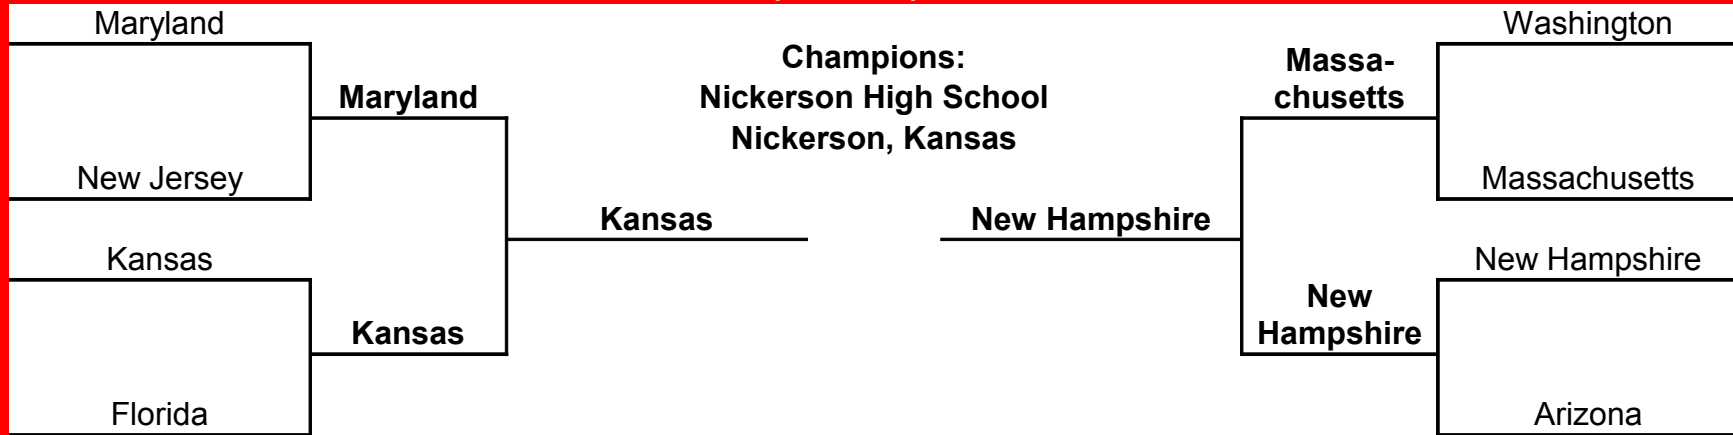 Maryland
Washington
Champions:
Nickerson High School
Nickerson, Kansas
Maryland
Massa-
chusetts
New Jersey
Massachusetts
Kansas
New Hampshire
Kansas
New Hampshire
Kansas
New
Hampshire
Florida
Arizona